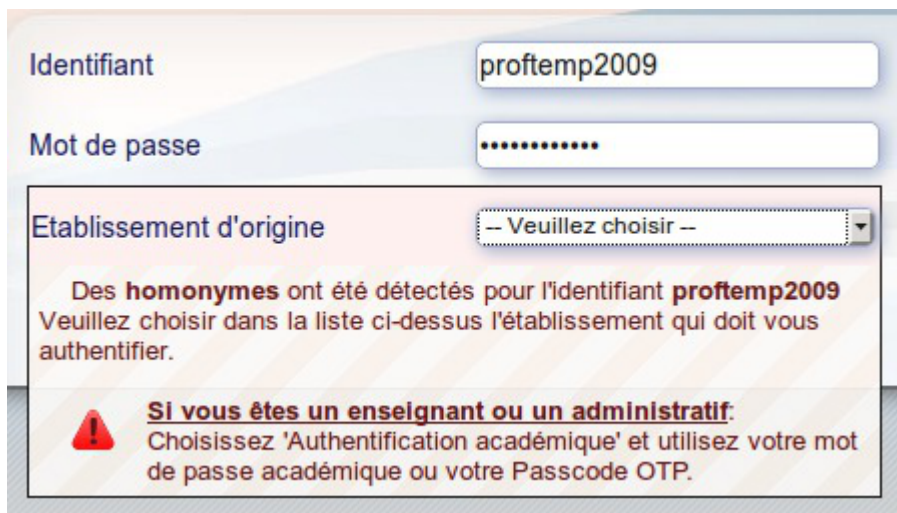 Identifiant proftemp2009
Mot de passe ••••••••••••
Etablissement d'origine -- Veuillez choisir --
Des homonymes ont été détectés pour l'identifiant proftemp2009
Veuillez choisir dans la liste ci-dessus l'établissement qui doit vous
authentifier.
Si vous êtes un enseignant ou un administratif:
Choisissez 'Authentification académique' et utilisez votre mot
de passe académique ou votre Passcode OTP.